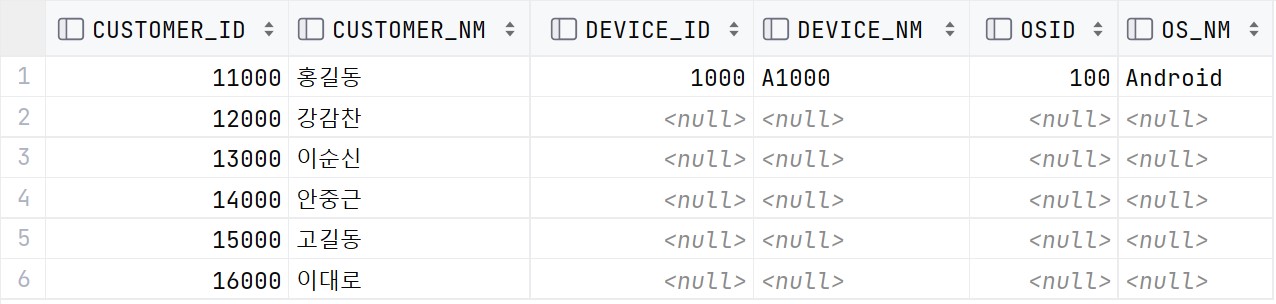 CUSTOMER_ID CUSTOMER_NM DEVICE_ID DEVICE_NM OSID OS_NM
1 11000 홍길동 1000 A1000 100 Android
2 12000 강감찬 <null> <null> <null> <null>
3 13000 이순신 <null> <null> <null> <null>
4 14000 안중근 <null> <null> <null> <null>
5 15000 고길동 <null> <null> <null> <null>
6 16000 이대로 <null> <null> <null> <null>